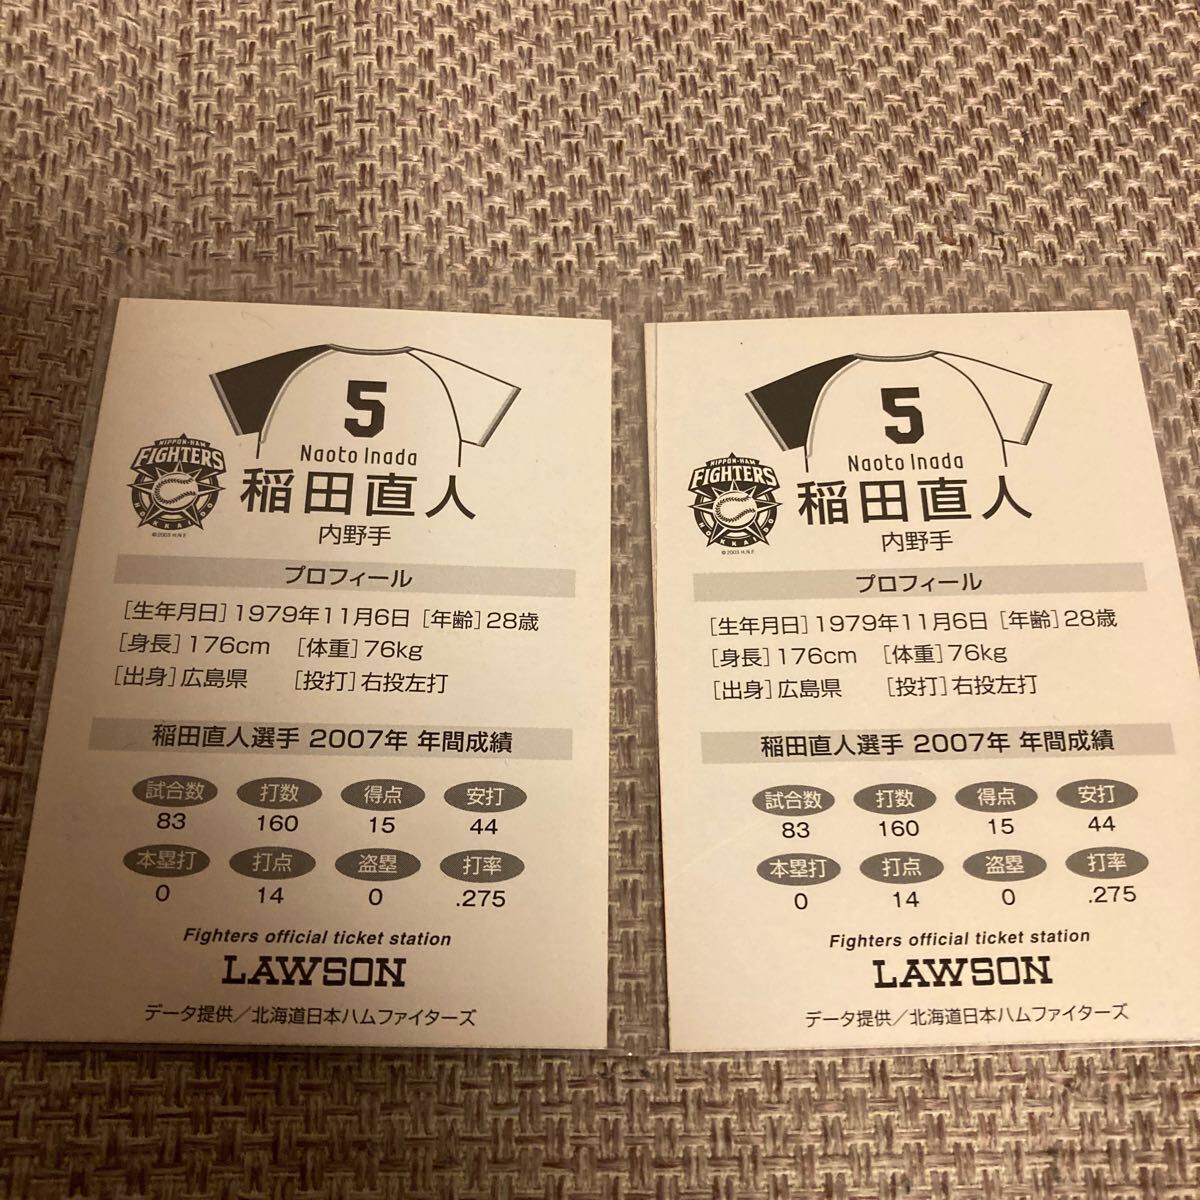 5
Naoto Inada
NIPPON-HAM
FIGHTERS
HOKKAIDO
©2003 H.N.F.
稲田直人
内野手
プロフィール
[生年月日] 1979年11月6日 [年齢] 28歳
[身長] 176cm [体重] 76kg
[出身] 広島県 [投打] 右投左打
稲田直人選手 2007年 年間成績
試合数 打数 得点 安打
83 160 15 44
本塁打 打点 盗塁 打率
0 14 0 .275
Fighters official ticket station
LAWSON
データ提供/北海道日本ハムファイターズ
5
Naoto Inada
NIPPON-HAM
FIGHTERS
HOKKAIDO
©2003 H.N.F.
稲田直人
内野手
プロフィール
[生年月日] 1979年11月6日 [年齢] 28歳
[身長] 176cm [体重] 76kg
[出身] 広島県 [投打] 右投左打
稲田直人選手 2007年 年間成績
試合数 打数 得点 安打
83 160 15 44
本塁打 打点 盗塁 打率
0 14 0 .275
Fighters official ticket station
LAWSON
データ提供/北海道日本ハムファイターズ